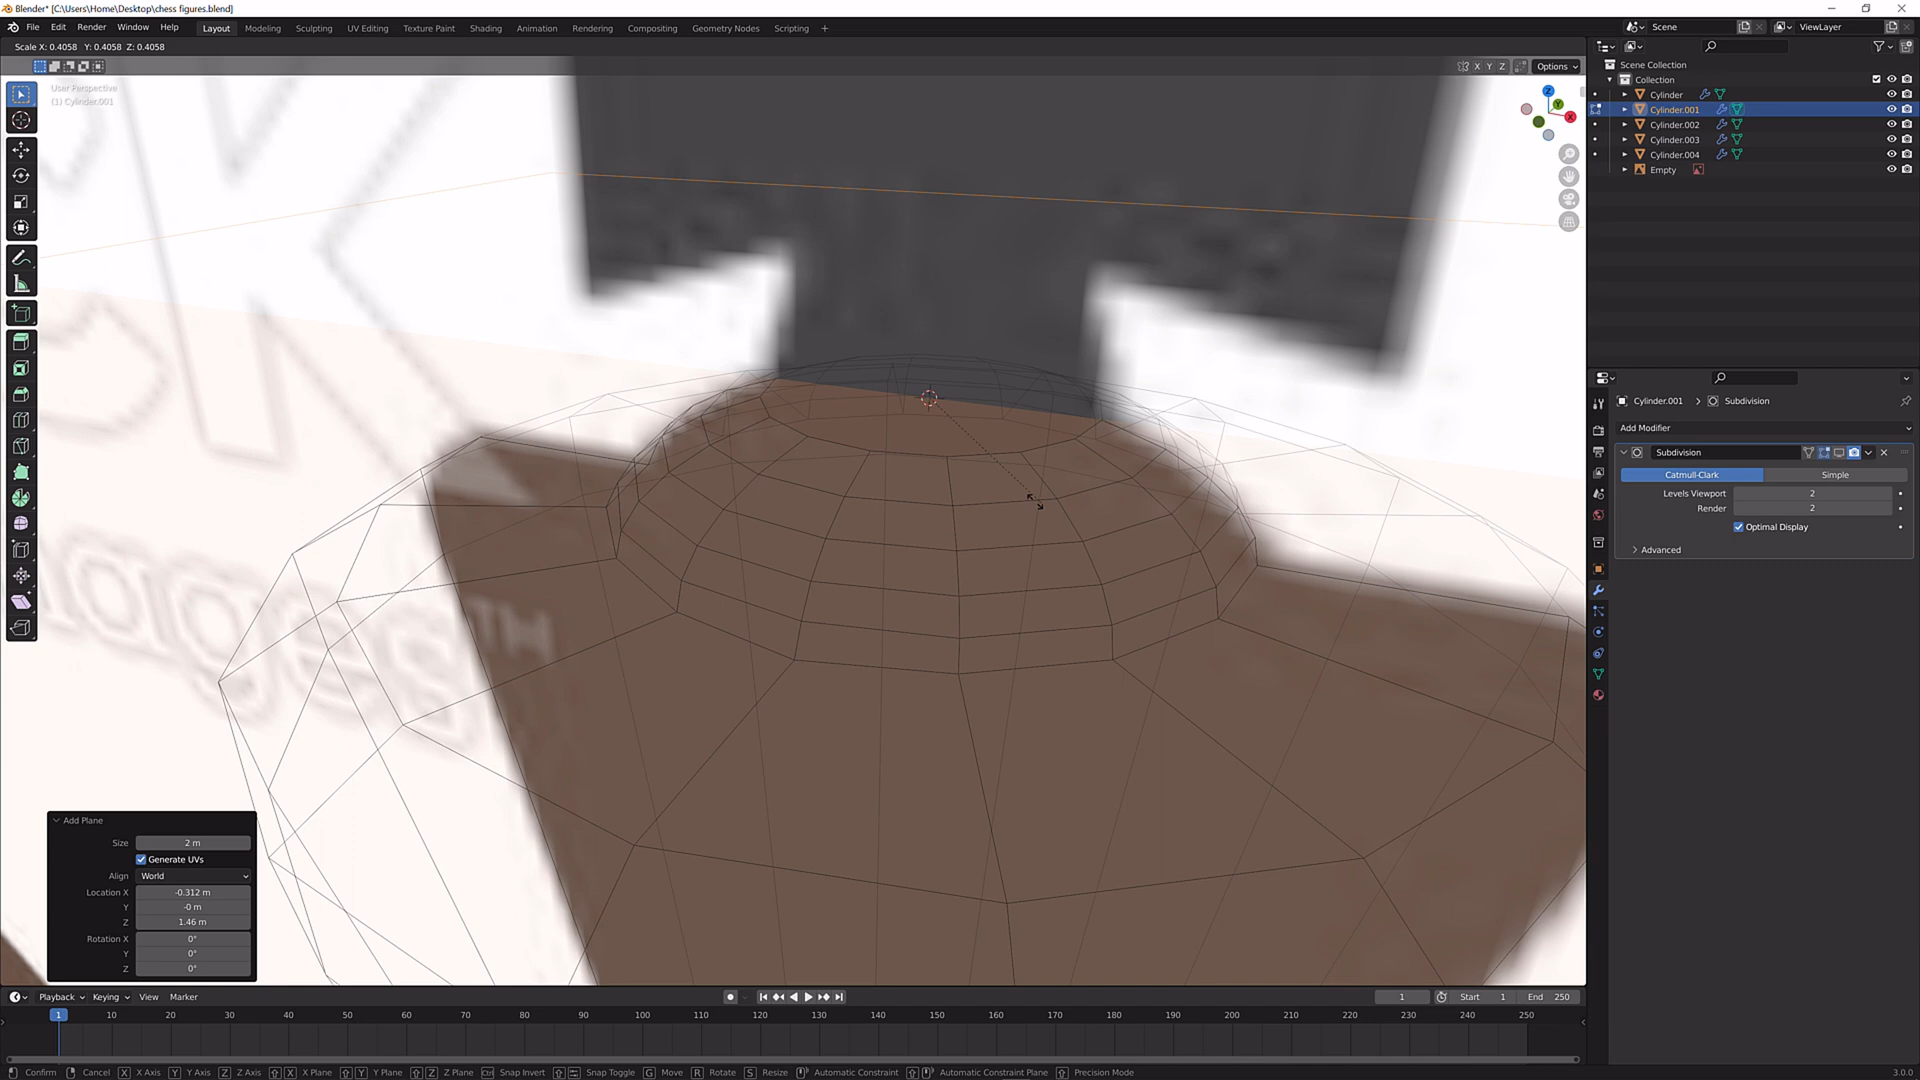 Blender* [C:\Users\Home\Desktop\chess figures.blend]
File Edit Render Window Help Layout Modeling Sculpting UV Editing Texture Paint Shading Animation Rendering Compositing Geometry Nodes Scripting +
Scene ViewLayer
Scale X: 0.4058 Y: 0.4058 Z: 0.4058
X Y Z Options
User Perspective
(1) Cylinder.001
Z
Y
X
Scene Collection
Collection
Cylinder
Cylinder.001
Cylinder.002
Cylinder.003
Cylinder.004
Empty
Cylinder.001 > Subdivision
Add Modifier
Subdivision
Catmull-Clark Simple
Levels Viewport 2
Render 2
Optimal Display
Advanced
TH
Add Plane
Size 2 m
Generate UVs
Align World
Location X -0.312 m
Y -0 m
Z 1.46 m
Rotation X 0°
Y 0°
Z 0°
Playback Keying View Marker 1 Start 1 End 250
1 10 20 30 40 50 60 70 80 90 100 110 120 130 140 150 160 170 180 190 200 210 220 230 240 250
Confirm Cancel X X Axis Y Y Axis Z Z Axis X X Plane Y Y Plane Z Z Plane Ctrl Snap Invert Snap Toggle G Move R Rotate S Resize Automatic Constraint Automatic Constraint Plane Precision Mode 3.0.0